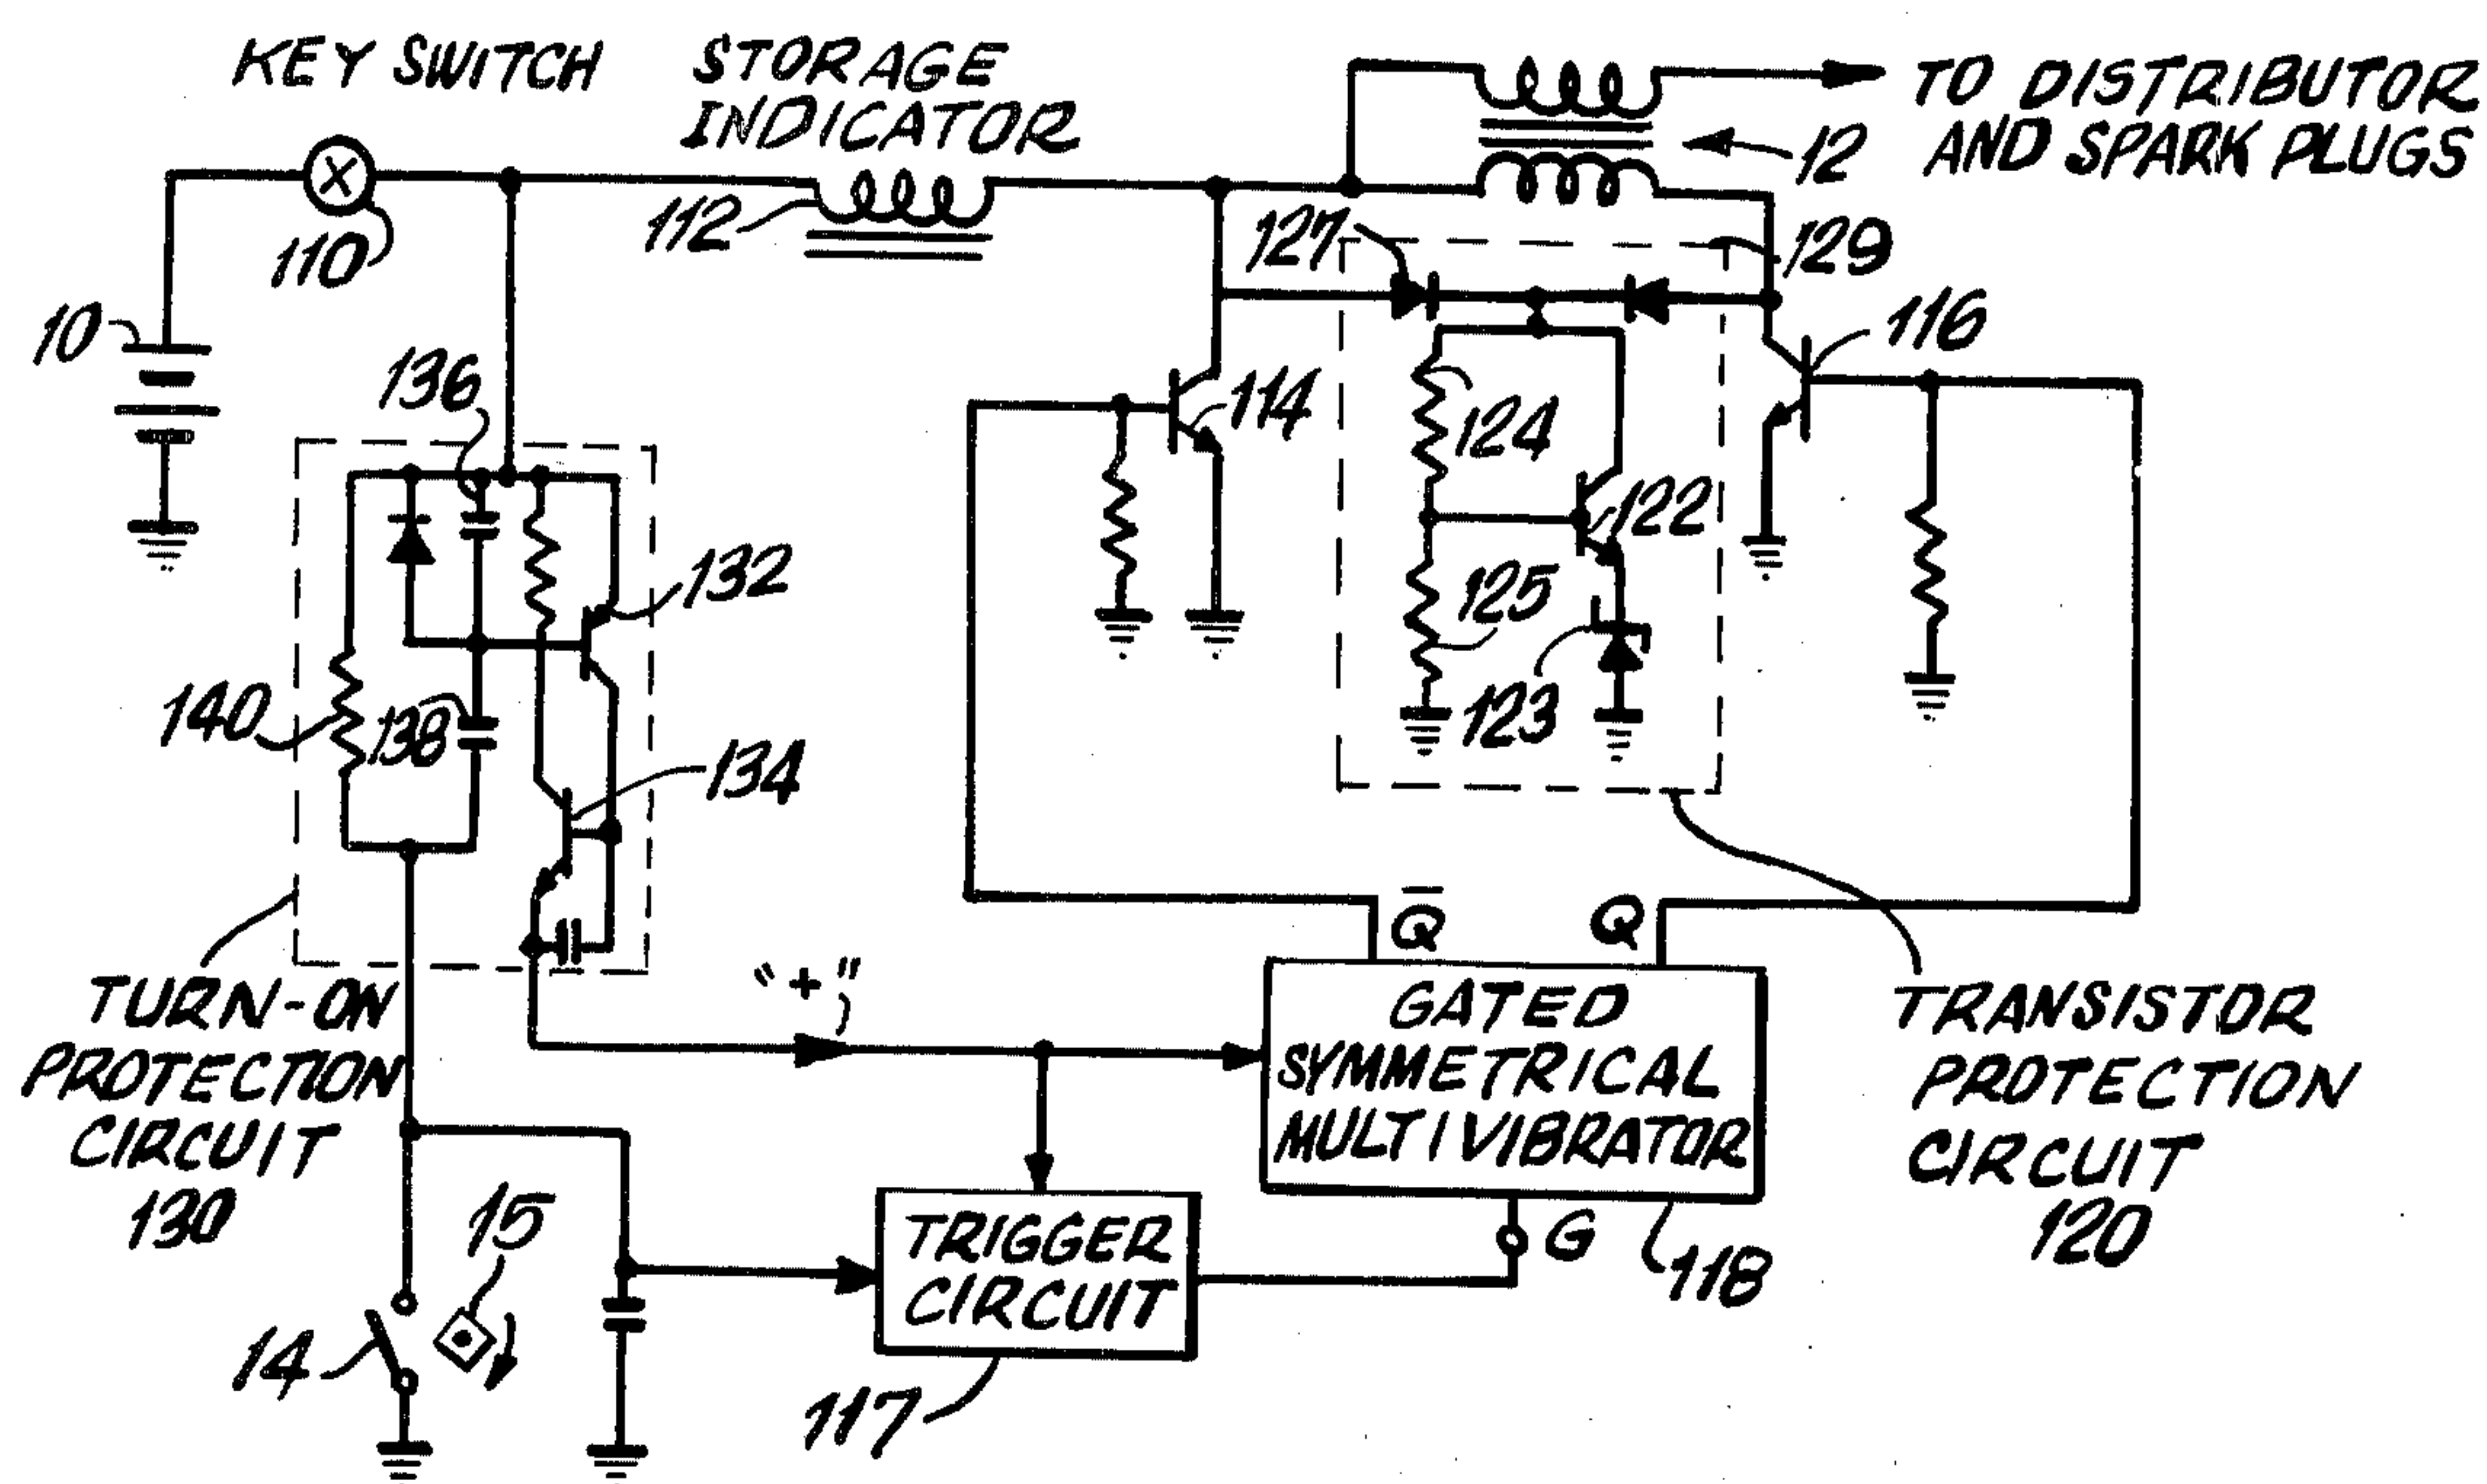 KEY SWITCH
STORAGE
INDICATOR
TO DISTRIBUTOR
AND SPARK PLUGS
12
112
110
127
129
10
116
136
114
124
122
132
125
140
138
123
134
Q̅
Q
TURN-ON
PROTECTION
CIRCUIT
130
"+"
GATED
SYMMETRICAL
MULTIVIBRATOR
TRANSISTOR
PROTECTION
CIRCUIT
120
15
TRIGGER
CIRCUIT
G
118
14
117